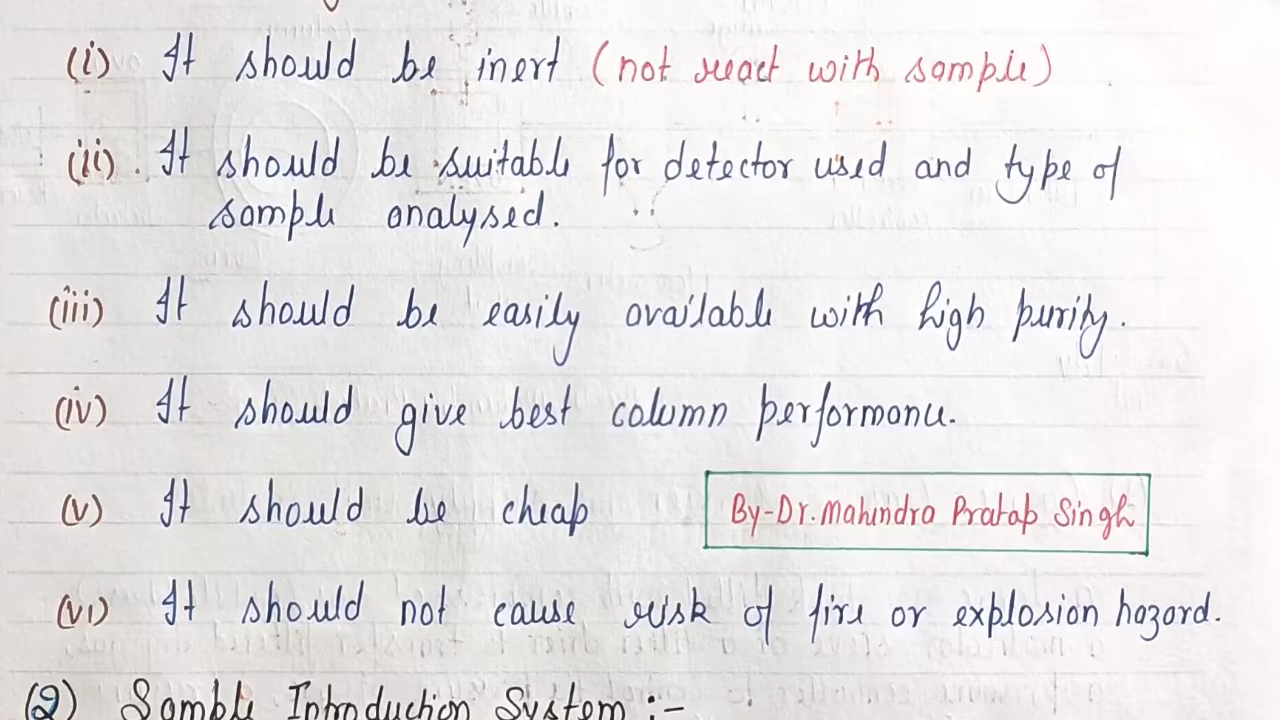 (i) It should be inert (not react with sample)
(ii). It should be suitable for detector used and type of
sample analysed.
(iii) It should be easily available with high purity.
(iv) It should give best column performance.
(v) It should be cheap
By-Dr. Mahendra Pratap Singh
(vi) It should not cause risk of fire or explosion hazard.
(2) Sample Introduction System :-